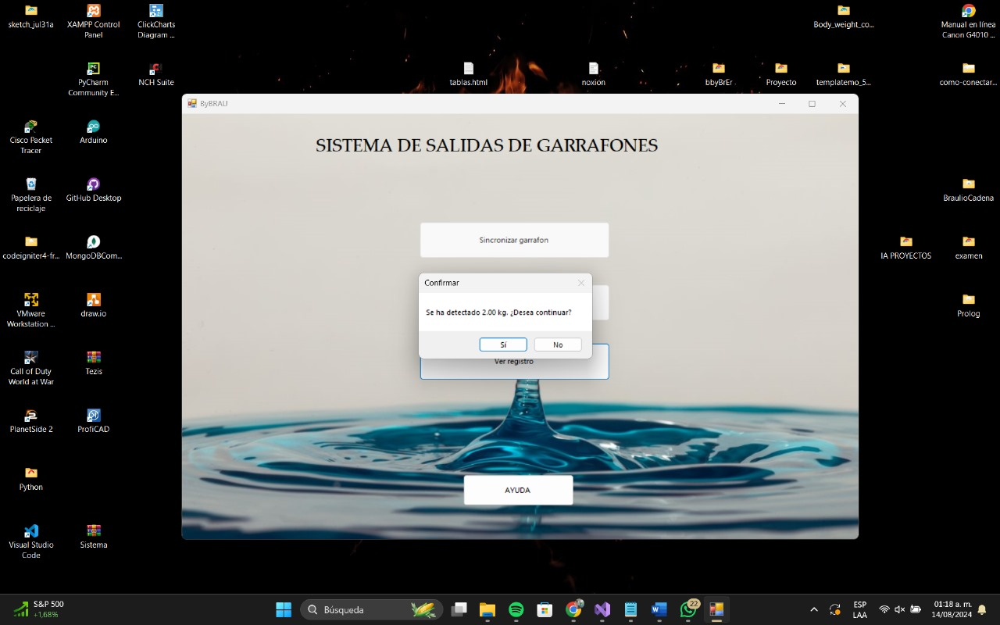 sketch_jul31a
XAMPP Control
Panel
ClickCharts
Diagram ...
Body_weight_co...
Manual en línea
Canon G4010 ...
PyCharm
Community E...
NCH Suite
tablas.html
noxion
bbyBrEr
Proyecto
templatemo_5...
como-conectar...
ByBRAU
SISTEMA DE SALIDAS DE GARRAFONES
Cisco Packet
Tracer
Arduino
Papelera de
reciclaje
GitHub Desktop
BraulioCadena
Sincronizar garrafon
codeigniter4-fr...
MongoDBCom...
IA PROYECTOS
examen
Confirmar
Se ha detectado 2.00 kg. ¿Desea continuar?
Sí
No
Ver registro
VMware
Workstation ...
draw.io
Prolog
Call of Duty
World at War
Tezis
PlanetSide 2
ProfiCAD
Python
AYUDA
Visual Studio
Code
Sistema
S&P 500
+1,68%
Búsqueda
22
ESP
LAA
01:18 a. m.
14/08/2024